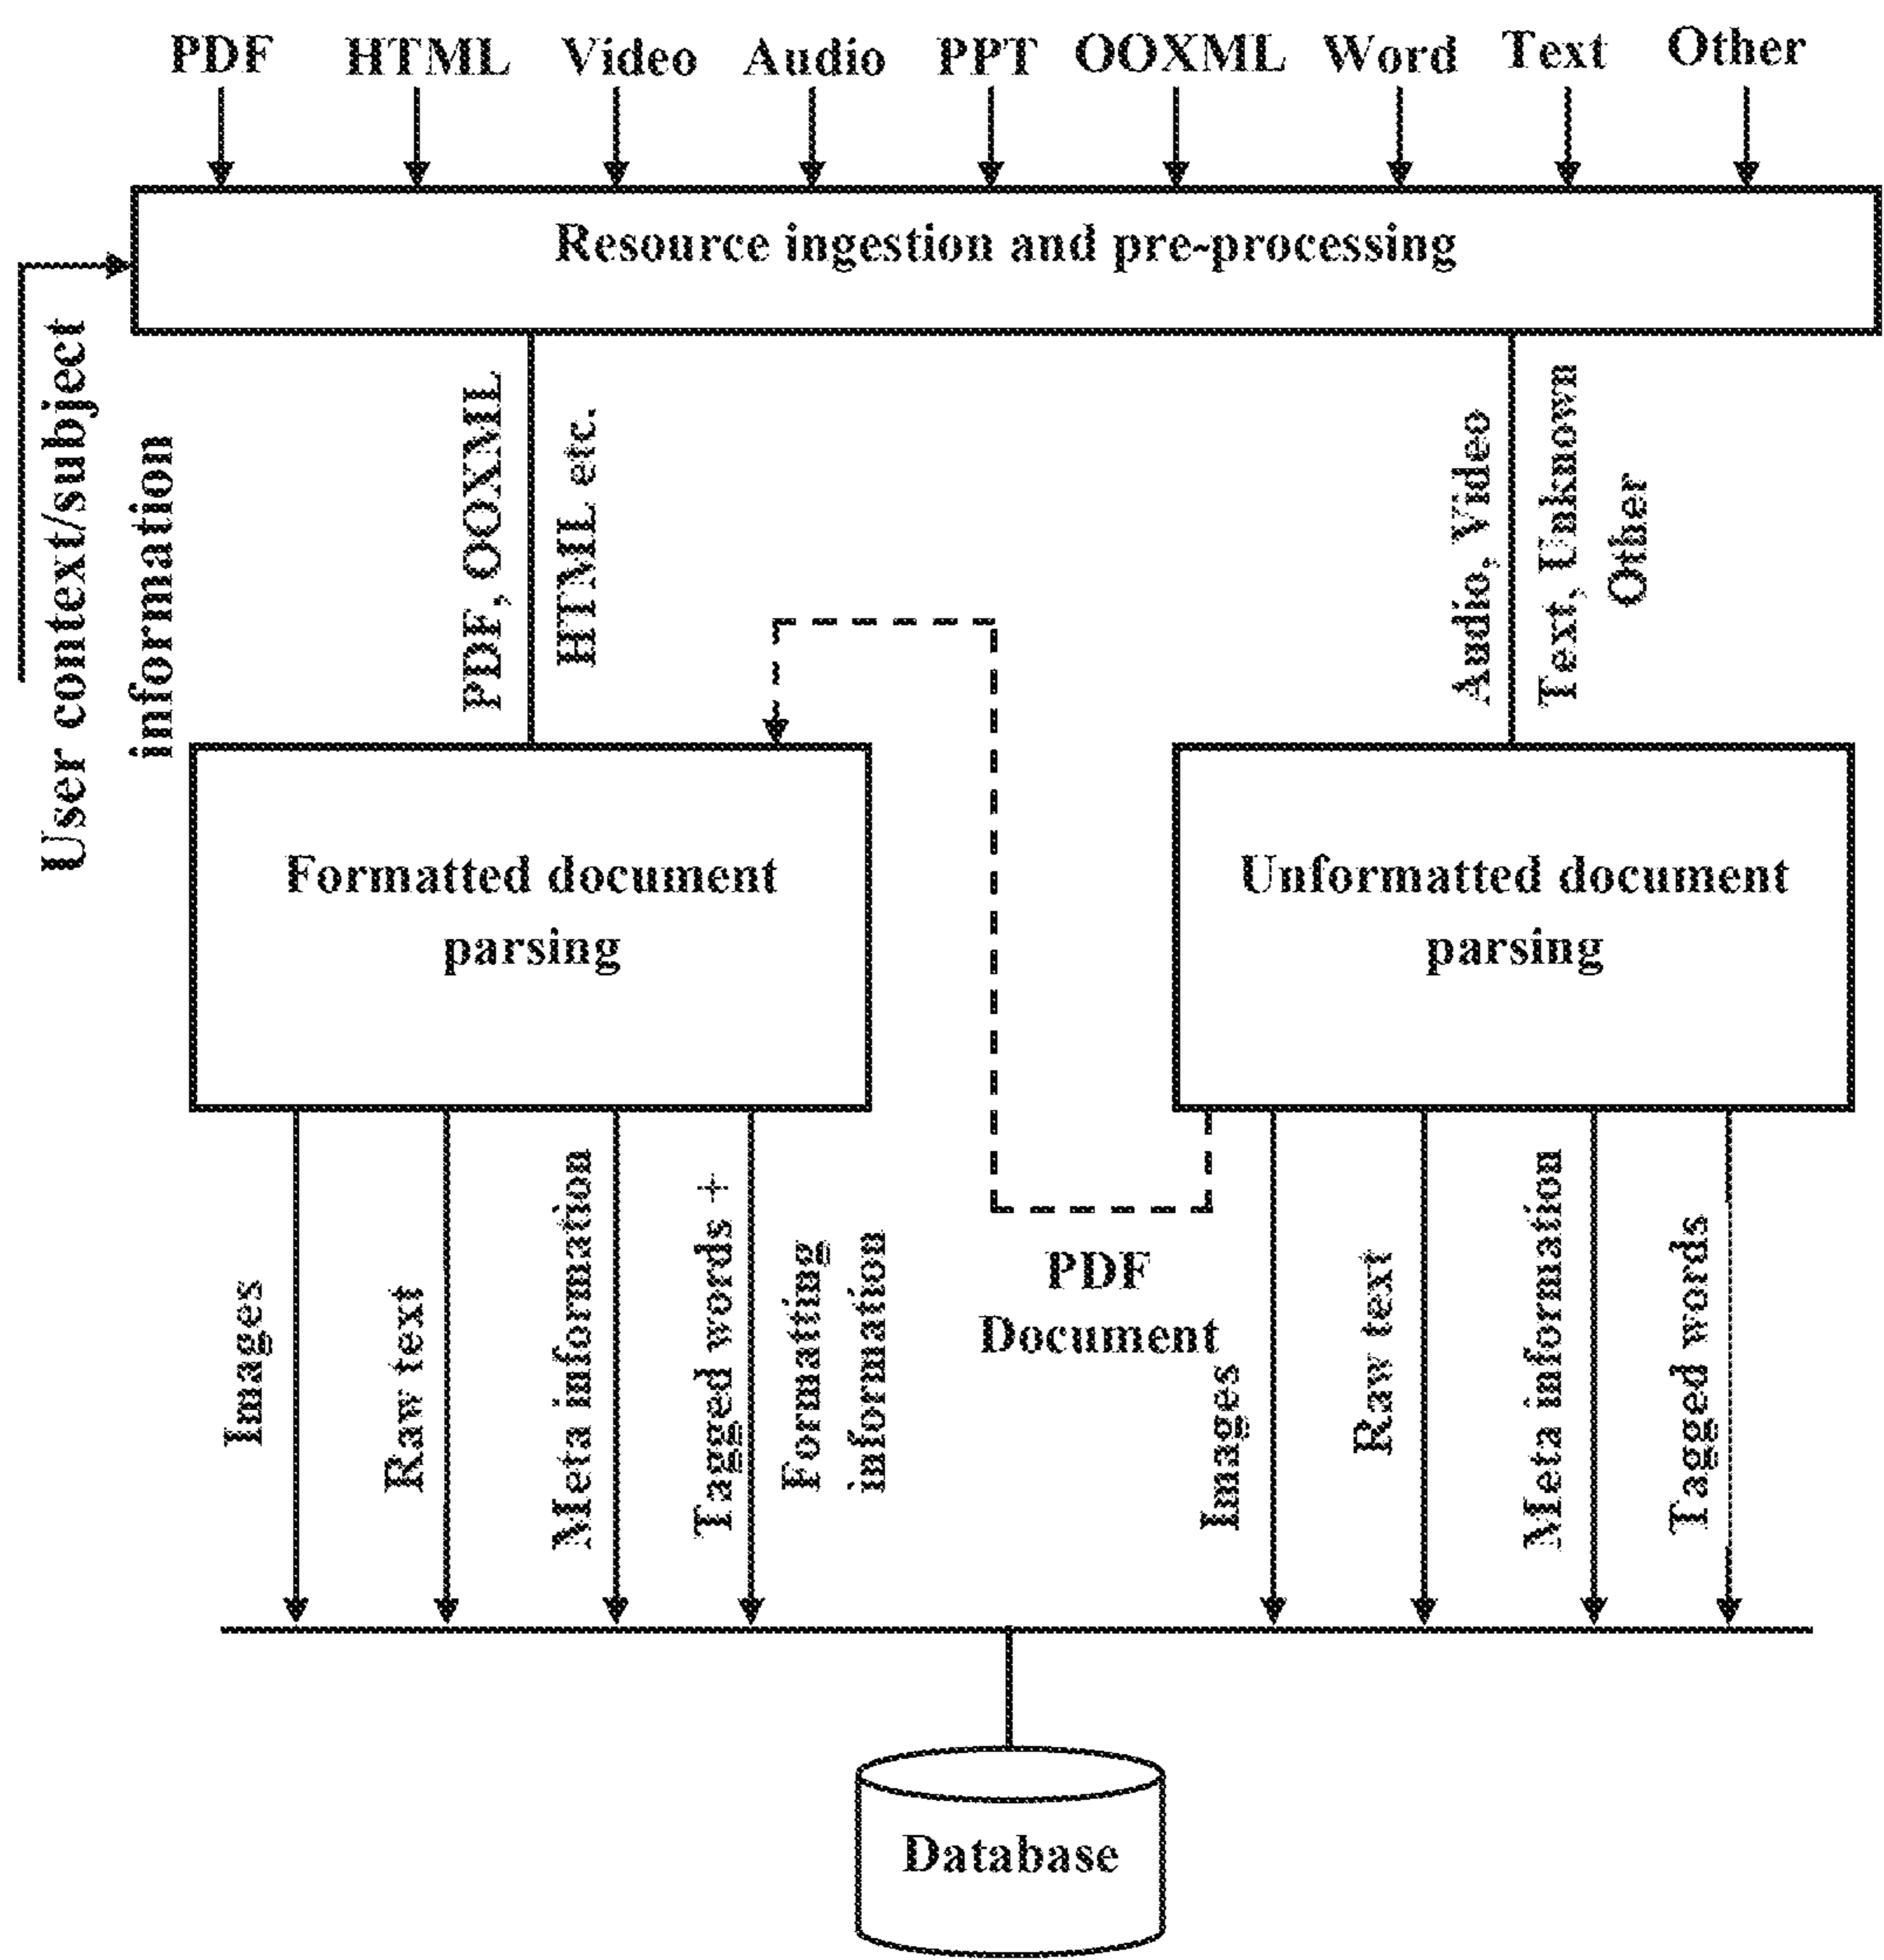 PDF HTML Video Audio PPT OOXML Word Text Other
Resource ingestion and pre-processing
User context/subject
information
PDF, OOXML
HTML etc.
Audio, Video
Text, Unknown
Other
Formatted document
parsing
Unformatted document
parsing
Images
Raw text
Meta information
Tagged words +
Formatting
information
PDF
Document
Images
Raw text
Meta information
Tagged words
Database